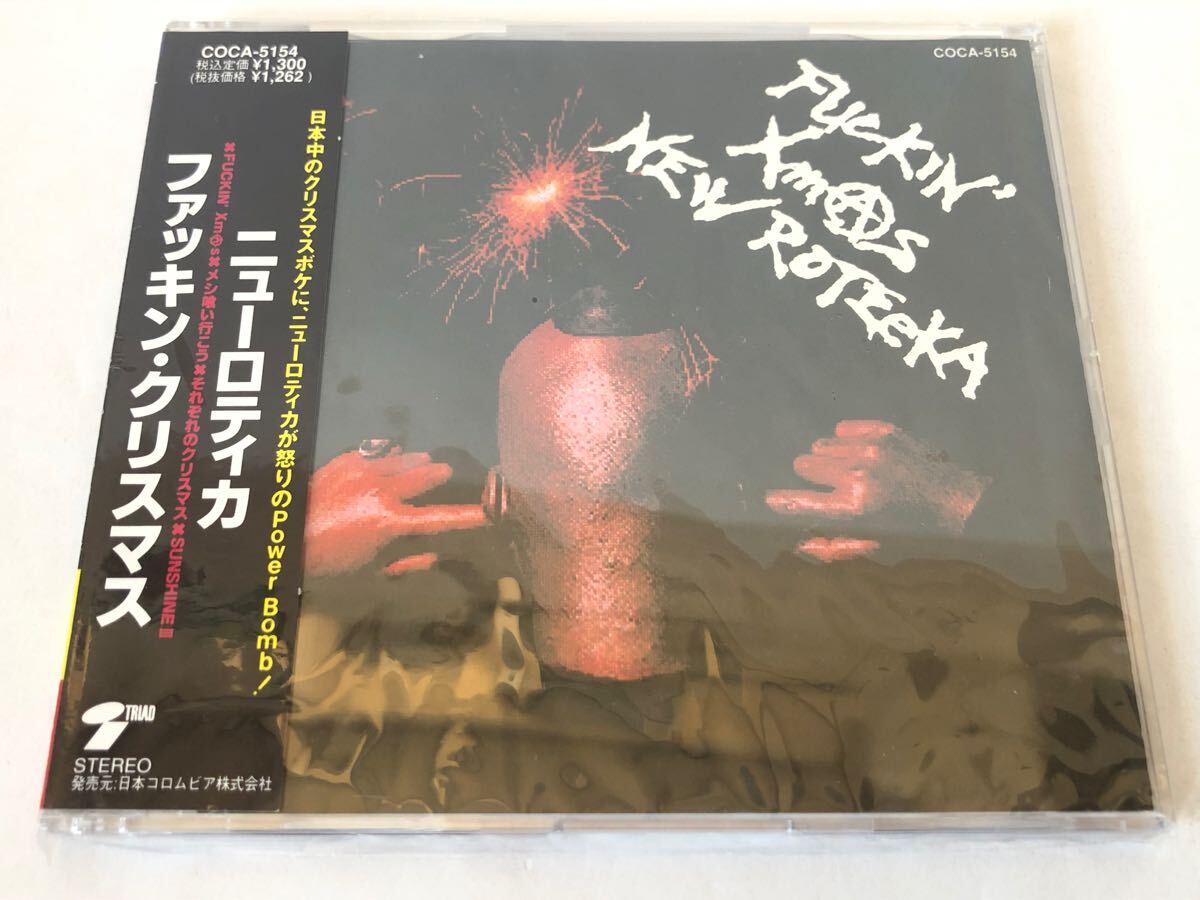 COCA-5154
税込定価 ¥1,300
(税抜価格 ¥1,262)
日本中のクリスマスボケに、ニューロティカが怒りのPower Bomb!
ニューロティカ
✖FUCKIN' XmⒶs✖メシ喰い行こう✖それぞれのクリスマス✖SUNSHINE Ⅲ
ファッキン・クリスマス
TRIAD
STEREO
発売元:日本コロムビア株式会社
COCA-5154
FUCKIN'
XmⒶs
NEW ROTEEKA